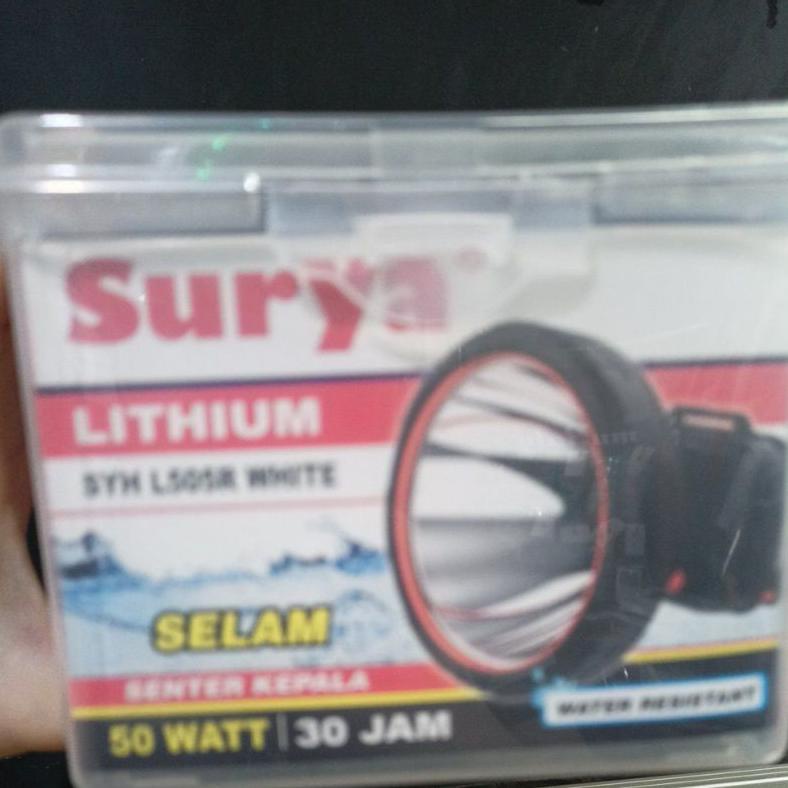 Surya
LITHIUM
SYH L505R WHITE
SELAM
SENTER KEPALA
50 WATT | 30 JAM
WATER RESISTANT